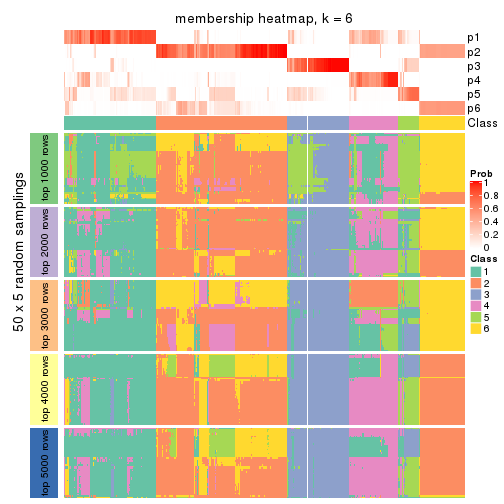 membership heatmap, k = 6
p1
p2
p3
p4
p5
p6
Class
50 x 5 random samplings
top 1000 rows
top 2000 rows
top 3000 rows
top 4000 rows
top 5000 rows
Prob
1
0.8
0.6
0.4
0.2
0
Class
1
2
3
4
5
6